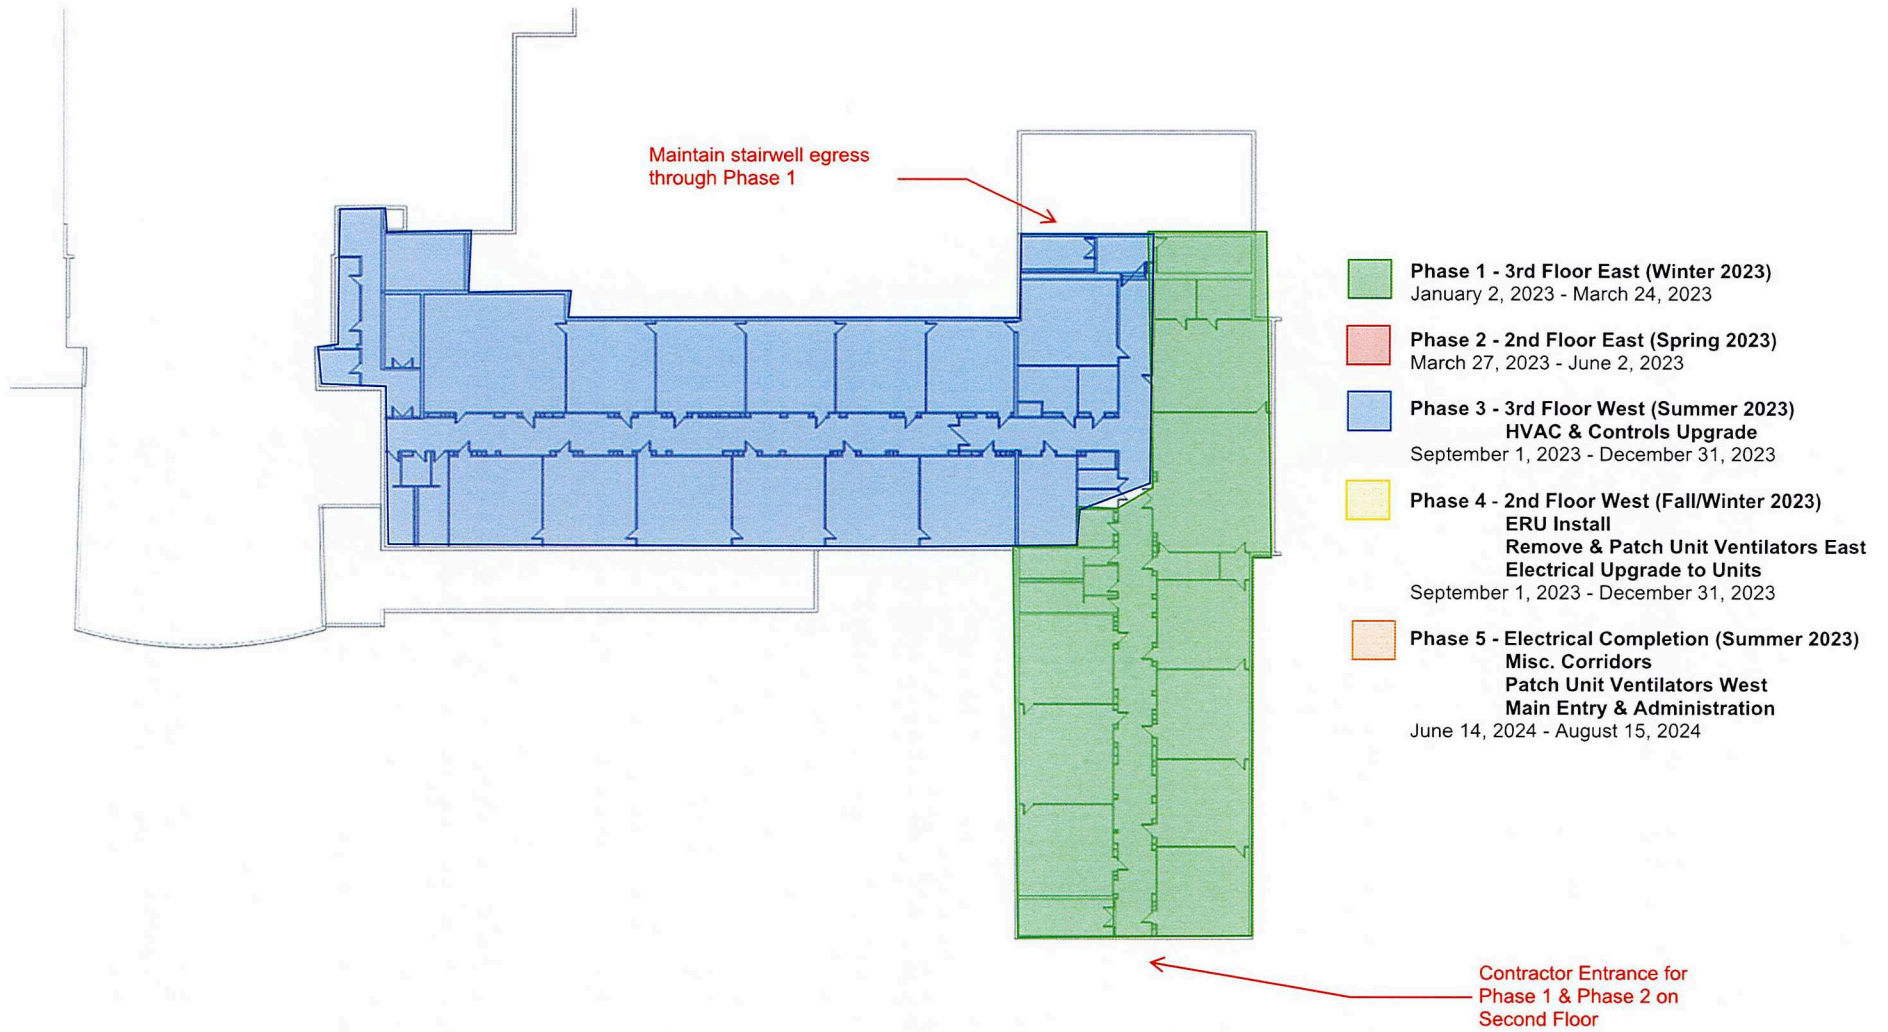 Maintain stairwell egress
through Phase 1
Phase 1 - 3rd Floor East (Winter 2023)
January 2, 2023 - March 24, 2023
Phase 2 - 2nd Floor East (Spring 2023)
March 27, 2023 - June 2, 2023
Phase 3 - 3rd Floor West (Summer 2023)
HVAC & Controls Upgrade
September 1, 2023 - December 31, 2023
Phase 4 - 2nd Floor West (Fall/Winter 2023)
ERU Install
Remove & Patch Unit Ventilators East
Electrical Upgrade to Units
September 1, 2023 - December 31, 2023
Phase 5 - Electrical Completion (Summer 2023)
Misc. Corridors
Patch Unit Ventilators West
Main Entry & Administration
June 14, 2024 - August 15, 2024
Contractor Entrance for
Phase 1 & Phase 2 on
Second Floor